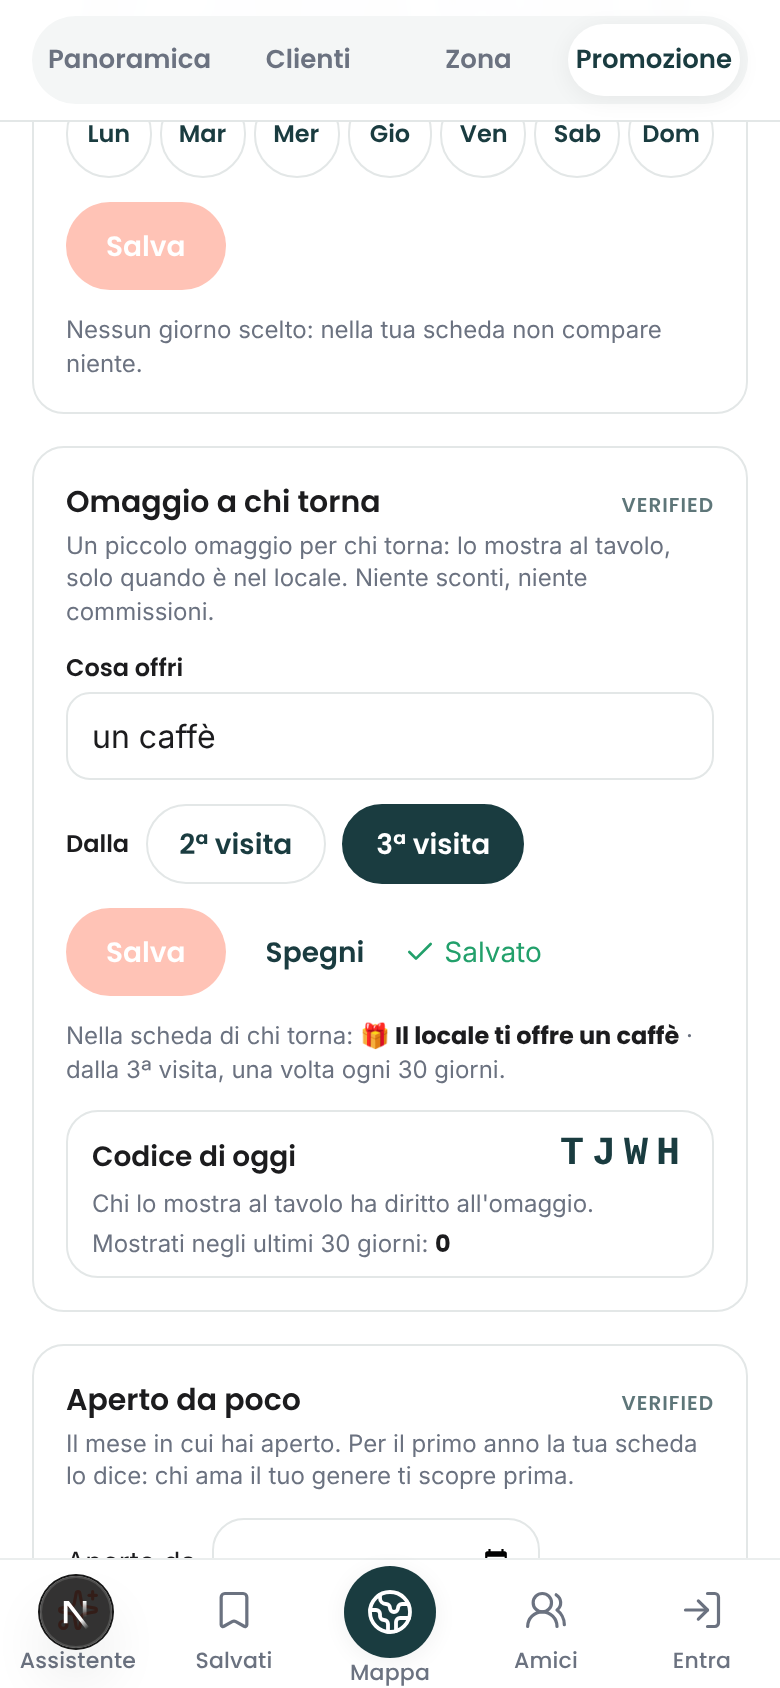 Panoramica Clienti Zona Promozione
Lun Mar Mer Gio Ven Sab Dom
Salva
Nessun giorno scelto: nella tua scheda non compare
niente.
Omaggio a chi torna VERIFIED
Un piccolo omaggio per chi torna: lo mostra al tavolo,
solo quando è nel locale. Niente sconti, niente
commissioni.
Cosa offri
un caffè
Dalla 2ª visita 3ª visita
Salva Spegni ✓ Salvato
Nella scheda di chi torna: 🎁 Il locale ti offre un caffè ·
dalla 3ª visita, una volta ogni 30 giorni.
Codice di oggi TJWH
Chi lo mostra al tavolo ha diritto all'omaggio.
Mostrati negli ultimi 30 giorni: 0
Aperto da poco VERIFIED
Il mese in cui hai aperto. Per il primo anno la tua scheda
lo dice: chi ama il tuo genere ti scopre prima.
Aperto da
N
Assistente Salvati Mappa Amici Entra